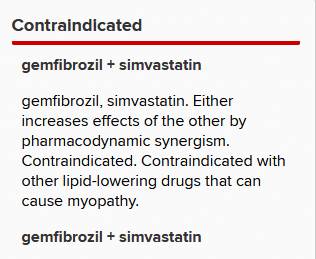 Contraindicated
gemfibrozil + simvastatin
gemfibrozil, simvastatin. Either
increases effects of the other by
pharmacodynamic synergism.
Contraindicated. Contraindicated with
other lipid-lowering drugs that can
cause myopathy.
gemfibrozil + simvastatin